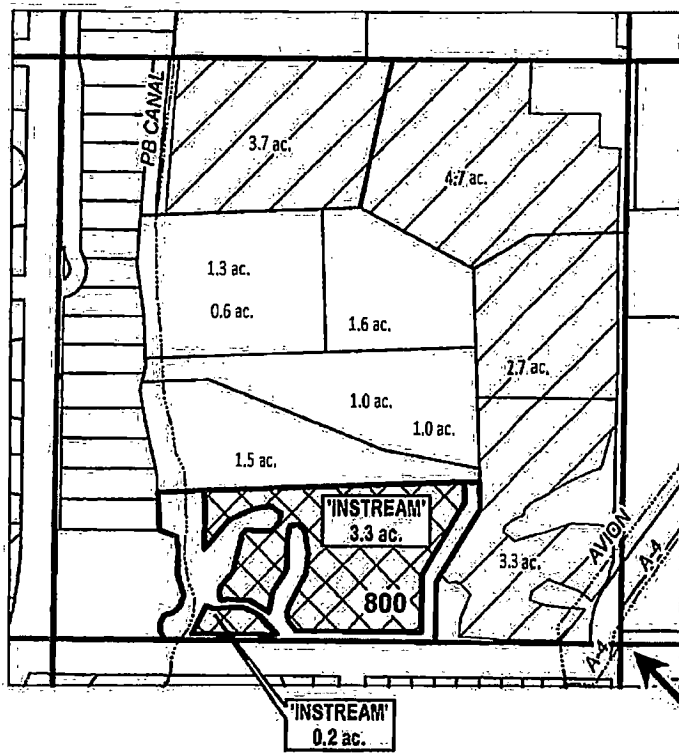 PB CANAL
3.7 ac.
4.7 ac.
1.3 ac.
0.6 ac.
1.6 ac.
2.7 ac.
1.0 ac.
1.0 ac.
1.5 ac.
'INSTREAM'
3.3 ac.
3.3 ac.
AVION
A-4
800
A-4
'INSTREAM'
0.2 ac.